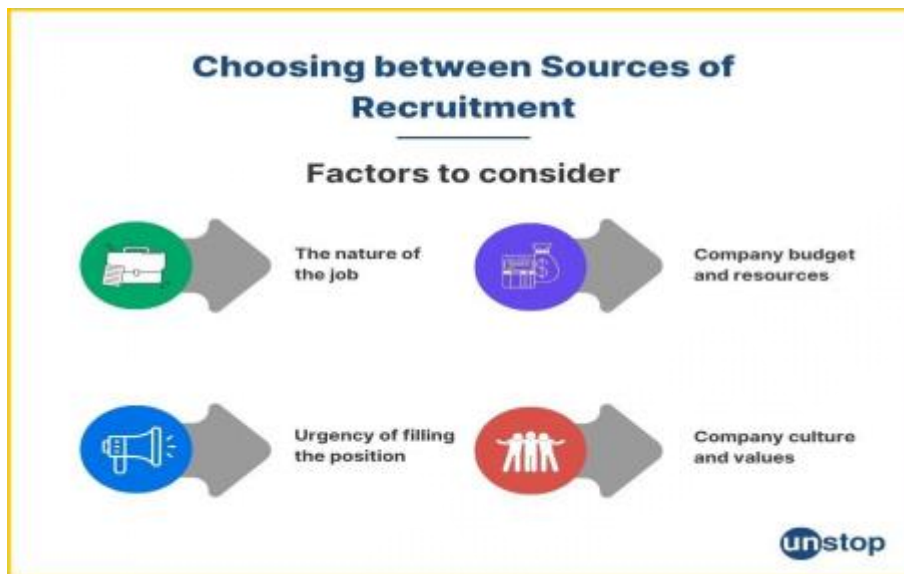 Choosing between Sources of
Recruitment
Factors to consider
The nature of
the job
Company budget
and resources
Urgency of filling
the position
Company culture
and values
unstop